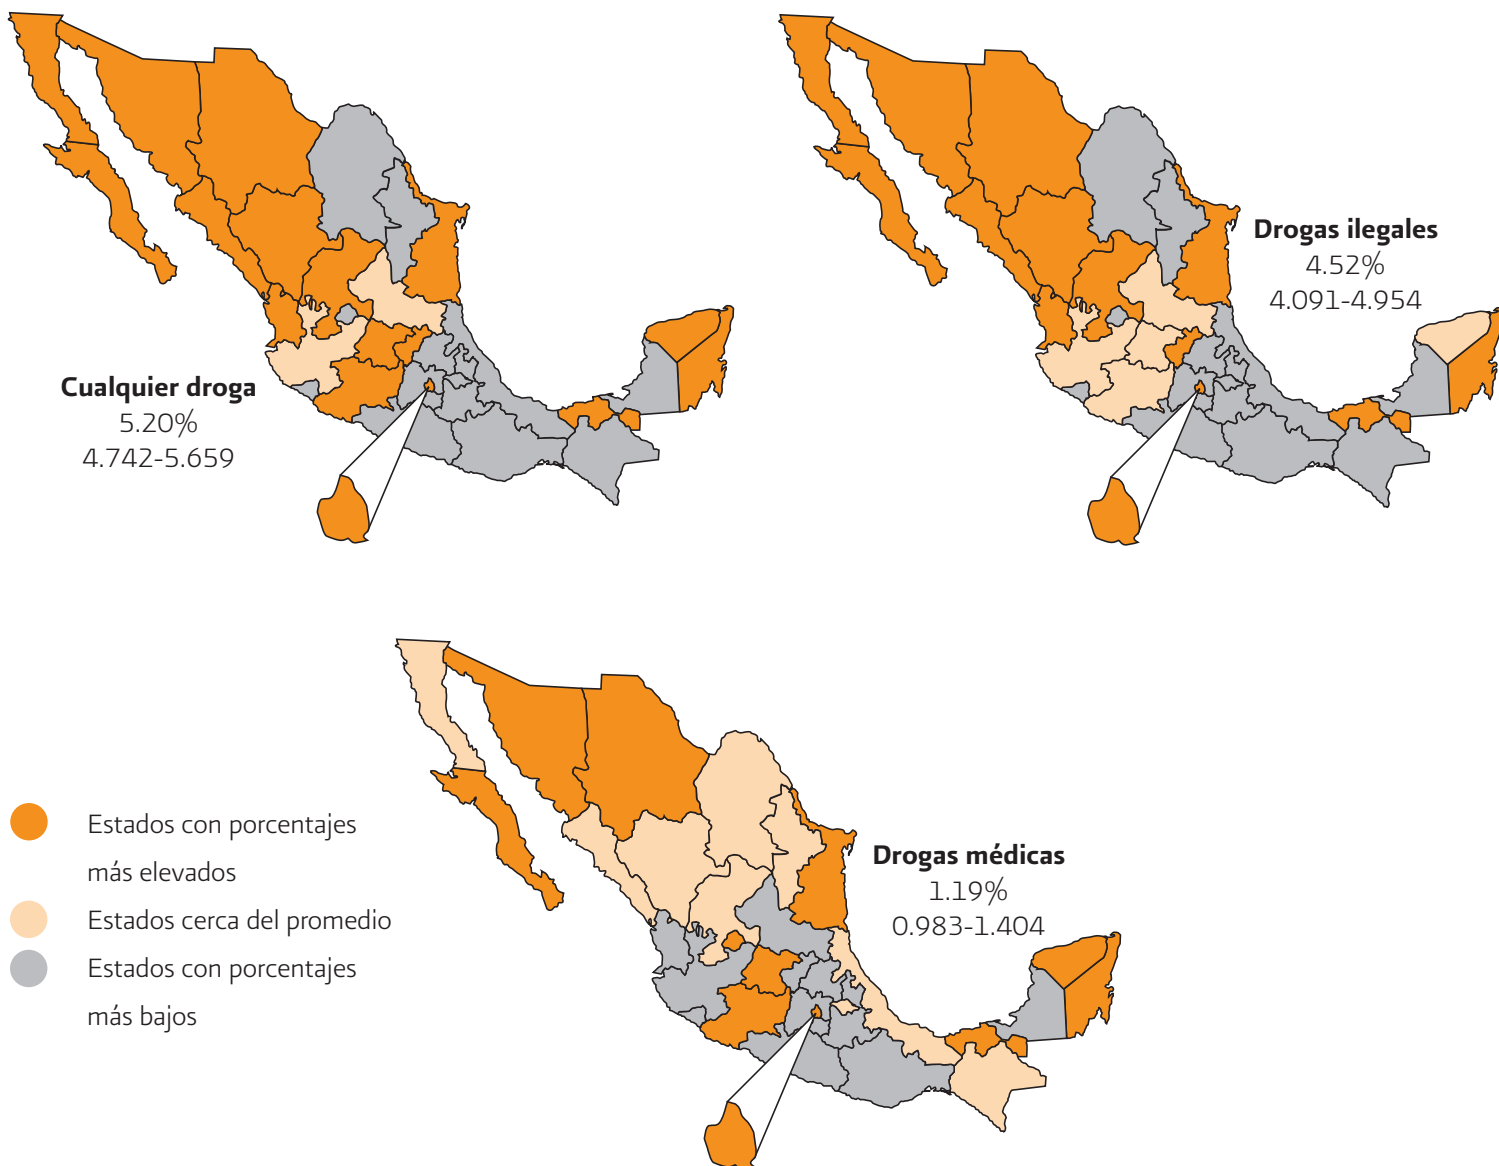 Drogas ilegales
4.52%
4.091-4.954
Cualquier droga
5.20%
4.742-5.659
Drogas médicas
1.19%
0.983-1.404
Estados con porcentajes
más elevados
Estados cerca del promedio
Estados con porcentajes
más bajos